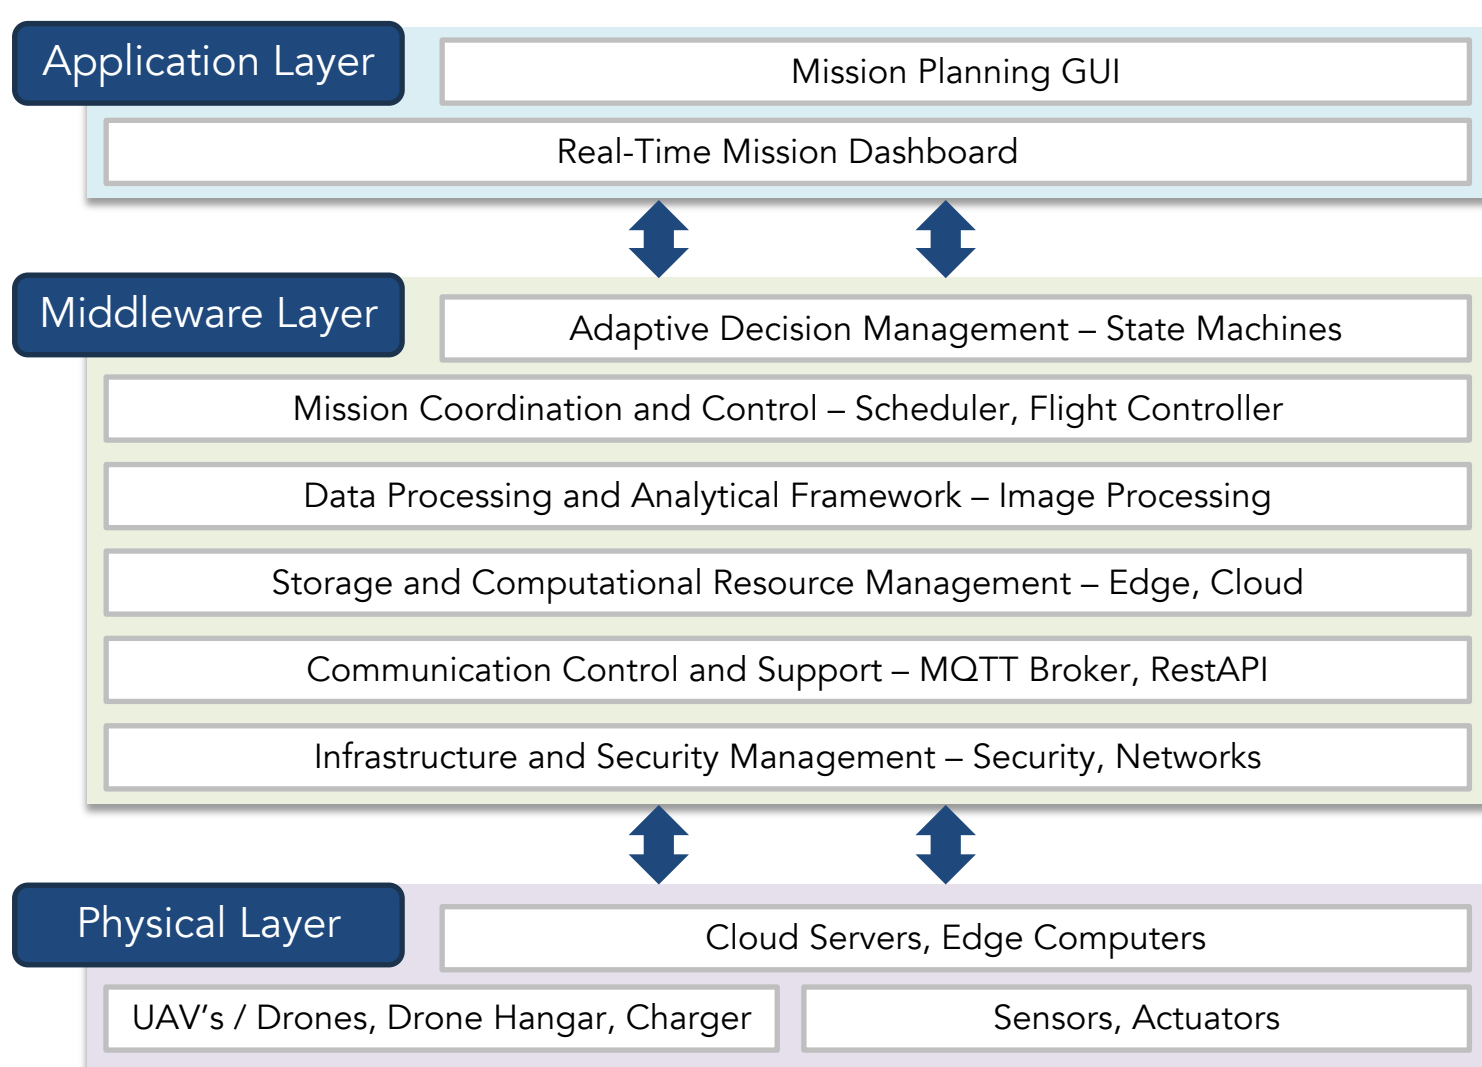 Application Layer
Mission Planning GUI
Real-Time Mission Dashboard
Middleware Layer
Adaptive Decision Management – State Machines
Mission Coordination and Control – Scheduler, Flight Controller
Data Processing and Analytical Framework – Image Processing
Storage and Computational Resource Management – Edge, Cloud
Communication Control and Support – MQTT Broker, RestAPI
Infrastructure and Security Management – Security, Networks
Physical Layer
Cloud Servers, Edge Computers
UAV’s / Drones, Drone Hangar, Charger
Sensors, Actuators